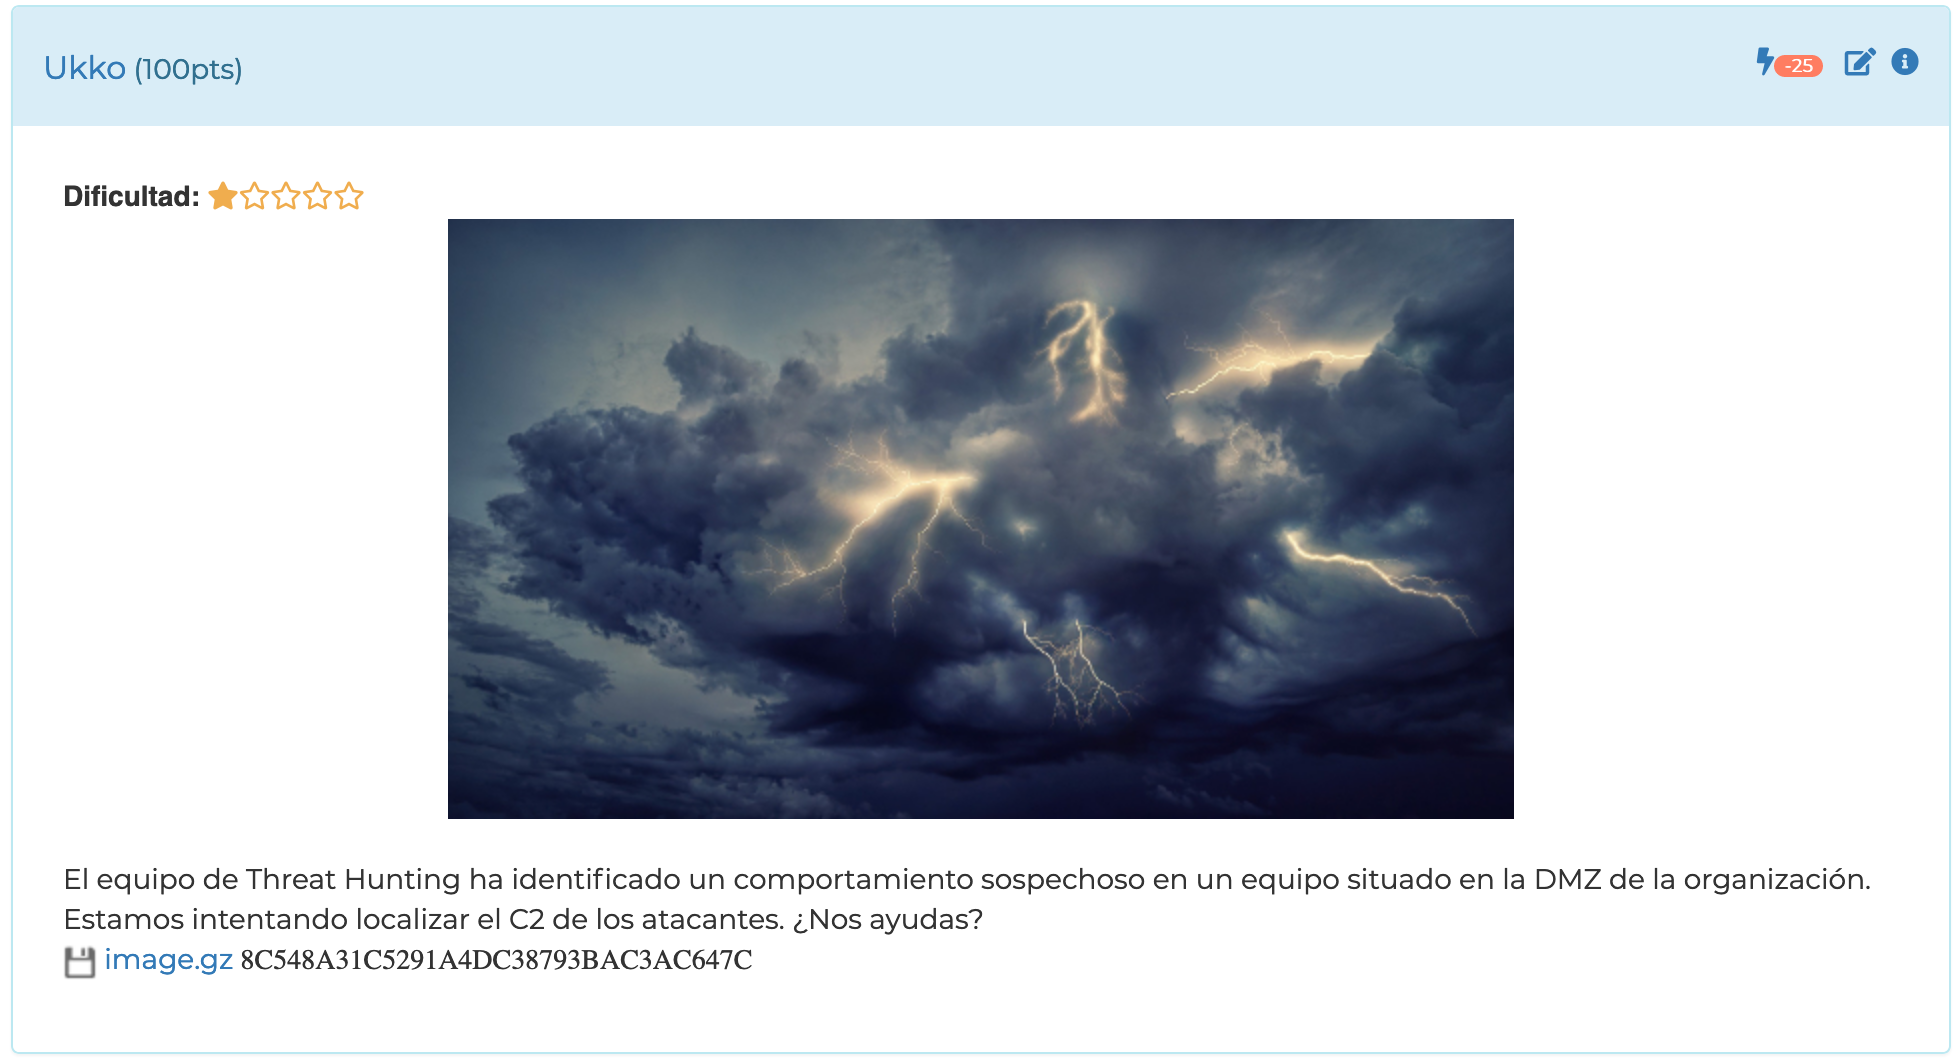 Ukko (100pts)
-25
Dificultad:
El equipo de Threat Hunting ha identificado un comportamiento sospechoso en un equipo situado en la DMZ de la organización.
Estamos intentando localizar el C2 de los atacantes. ¿Nos ayudas?
image.gz 8C548A31C5291A4DC38793BAC3AC647C